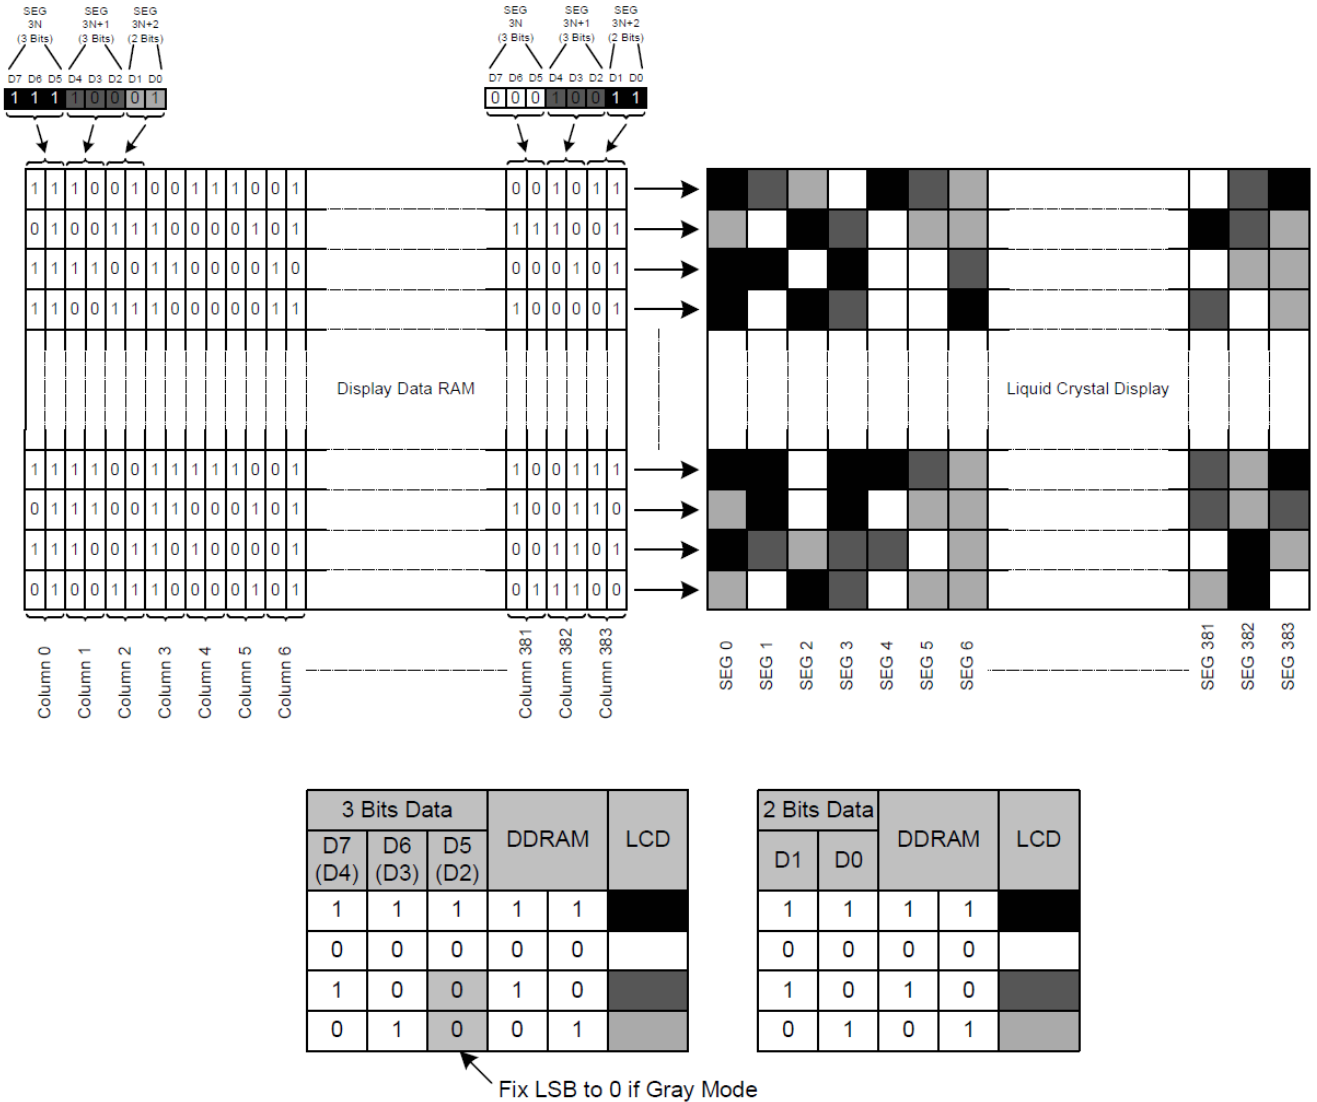 SEG SEG SEG
3N 3N+1 3N+2
(3 Bits) (3 Bits) (2 Bits)
D7 D6 D5 D4 D3 D2 D1 D0
1 1 1 1 0 0 0 1
SEG SEG SEG
3N 3N+1 3N+2
(3 Bits) (3 Bits) (2 Bits)
D7 D6 D5 D4 D3 D2 D1 D0
0 0 0 1 0 0 1 1
1 1 1 0 0 1 0 0 1 1 1 0 0 1 0 0 1 0 1 1
0 1 0 0 1 1 1 0 0 0 0 1 0 1 1 1 1 0 0 1
1 1 1 1 0 0 1 1 0 0 0 0 1 0 0 0 0 1 0 1
1 1 0 0 1 1 1 0 0 0 0 0 1 1 1 0 0 0 0 1
Display Data RAM
Liquid Crystal Display
1 1 1 1 0 0 1 1 1 1 1 0 0 1 1 0 0 1 1 1
0 1 1 1 0 0 1 1 0 0 0 1 0 1 1 0 0 1 1 0
1 1 1 0 0 1 1 0 1 0 0 0 0 1 0 0 1 1 0 1
0 1 0 0 1 1 1 0 0 0 0 1 0 1 0 1 1 1 0 0
Column 0
Column 1
Column 2
Column 3
Column 4
Column 5
Column 6
Column 381
Column 382
Column 383
SEG 0
SEG 1
SEG 2
SEG 3
SEG 4
SEG 5
SEG 6
SEG 381
SEG 382
SEG 383
3 Bits Data DDRAM LCD
D7 D6 D5
(D4) (D3) (D2)
1 1 1 1 1
0 0 0 0 0
1 0 0 1 0
0 1 0 0 1
Fix LSB to 0 if Gray Mode
2 Bits Data DDRAM LCD
D1 D0
1 1 1 1
0 0 0 0
1 0 1 0
0 1 0 1